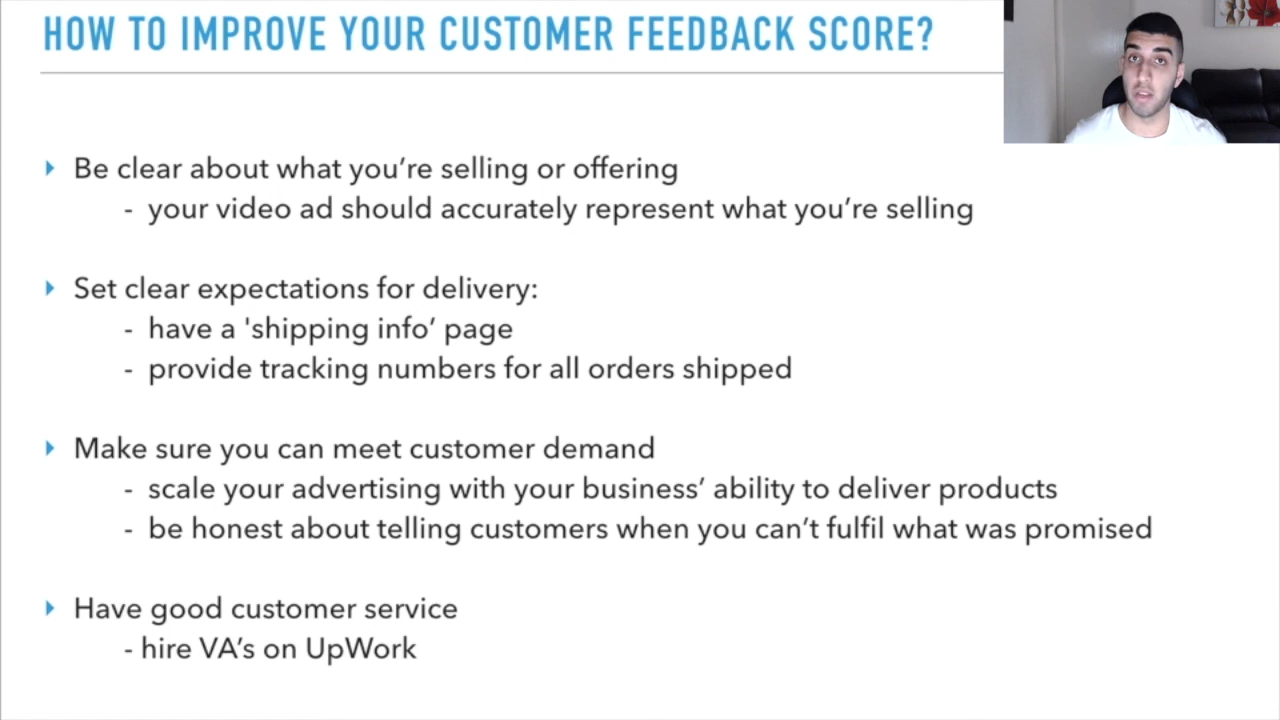 HOW TO IMPROVE YOUR CUSTOMER FEEDBACK SCORE?
Be clear about what you’re selling or offering
- your video ad should accurately represent what you’re selling
Set clear expectations for delivery:
- have a 'shipping info’ page
- provide tracking numbers for all orders shipped
Make sure you can meet customer demand
- scale your advertising with your business’ ability to deliver products
- be honest about telling customers when you can’t fulfil what was promised
Have good customer service
- hire VA’s on UpWork